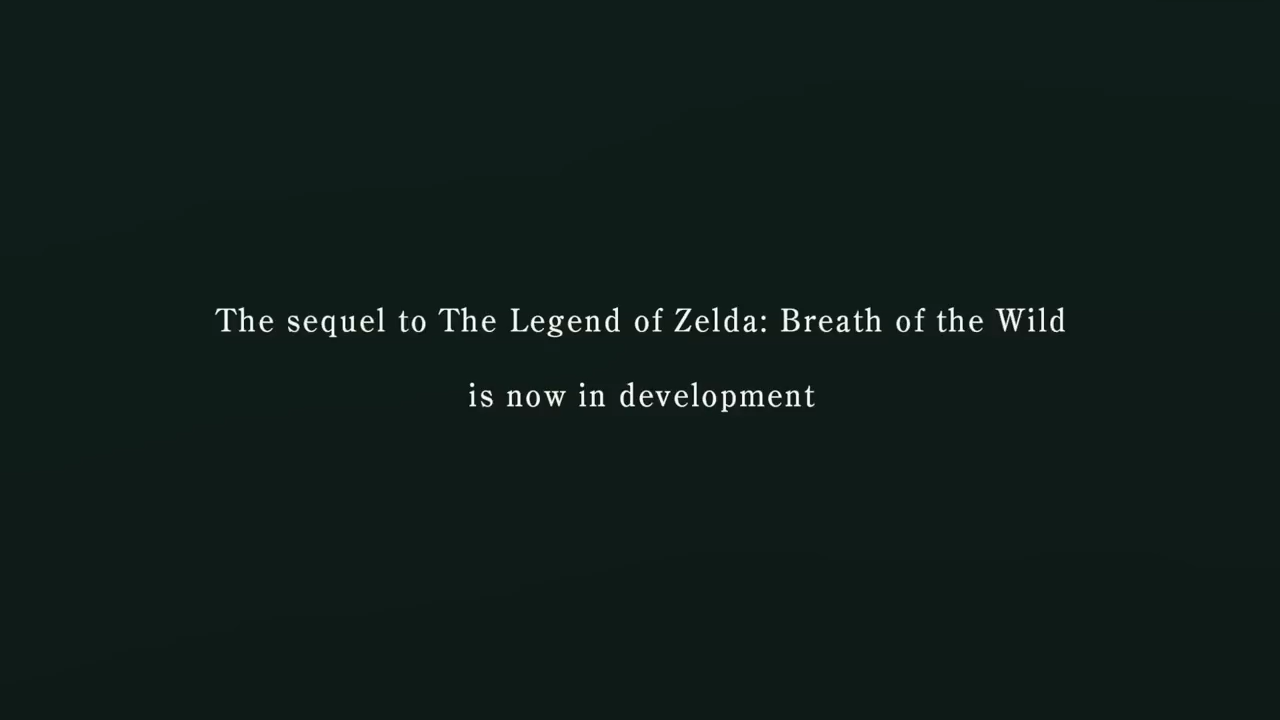 The sequel to The Legend of Zelda: Breath of the Wild
is now in development